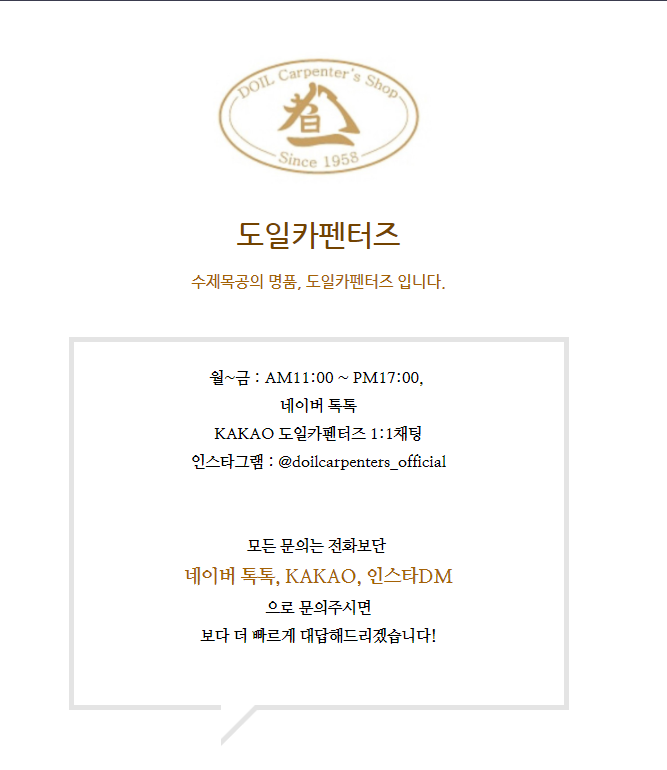 DOIL Carpenter's Shop
Since 1958
도일카펜터즈
수제목공의 명품, 도일카펜터즈 입니다.
월~금 : AM11:00 ~ PM17:00,
네이버 톡톡
KAKAO 도일카펜터즈 1:1채팅
인스타그램 : @doilcarpenters_official
모든 문의는 전화보단
네이버 톡톡, KAKAO, 인스타DM
으로 문의주시면
보다 더 빠르게 대답해드리겠습니다!